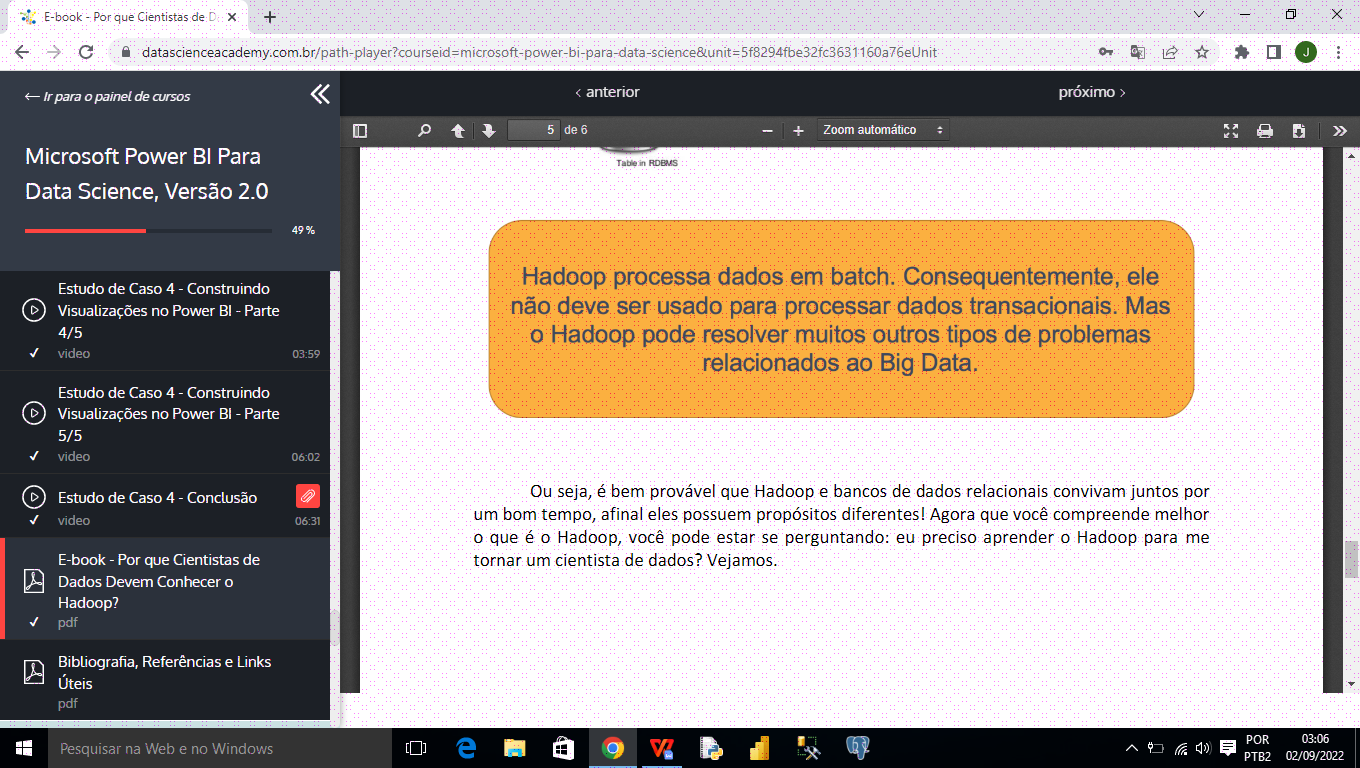 E-book - Por que Cientistas de D
datascienceacademy.com.br/path-player?courseid=microsoft-power-bi-para-data-science&unit=5f8294fbe32fc3631160a76eUnit
J
← Ir para o painel de cursos
‹ anterior
próximo ›
5 de 6
Zoom automático
Microsoft Power BI Para
Data Science, Versão 2.0
49 %
Estudo de Caso 4 - Construindo
Visualizações no Power BI - Parte
4/5
video 03:59
Estudo de Caso 4 - Construindo
Visualizações no Power BI - Parte
5/5
video 06:02
Estudo de Caso 4 - Conclusão
video 06:31
E-book - Por que Cientistas de
Dados Devem Conhecer o
Hadoop?
pdf
Bibliografia, Referências e Links
Úteis
pdf
Table in RDBMS
Hadoop processa dados em batch. Consequentemente, ele
não deve ser usado para processar dados transacionais. Mas
o Hadoop pode resolver muitos outros tipos de problemas
relacionados ao Big Data.
Ou seja, é bem provável que Hadoop e bancos de dados relacionais convivam juntos por
um bom tempo, afinal eles possuem propósitos diferentes! Agora que você compreende melhor
o que é o Hadoop, você pode estar se perguntando: eu preciso aprender o Hadoop para me
tornar um cientista de dados? Vejamos.
Pesquisar na Web e no Windows
POR
PTB2
03:06
02/09/2022